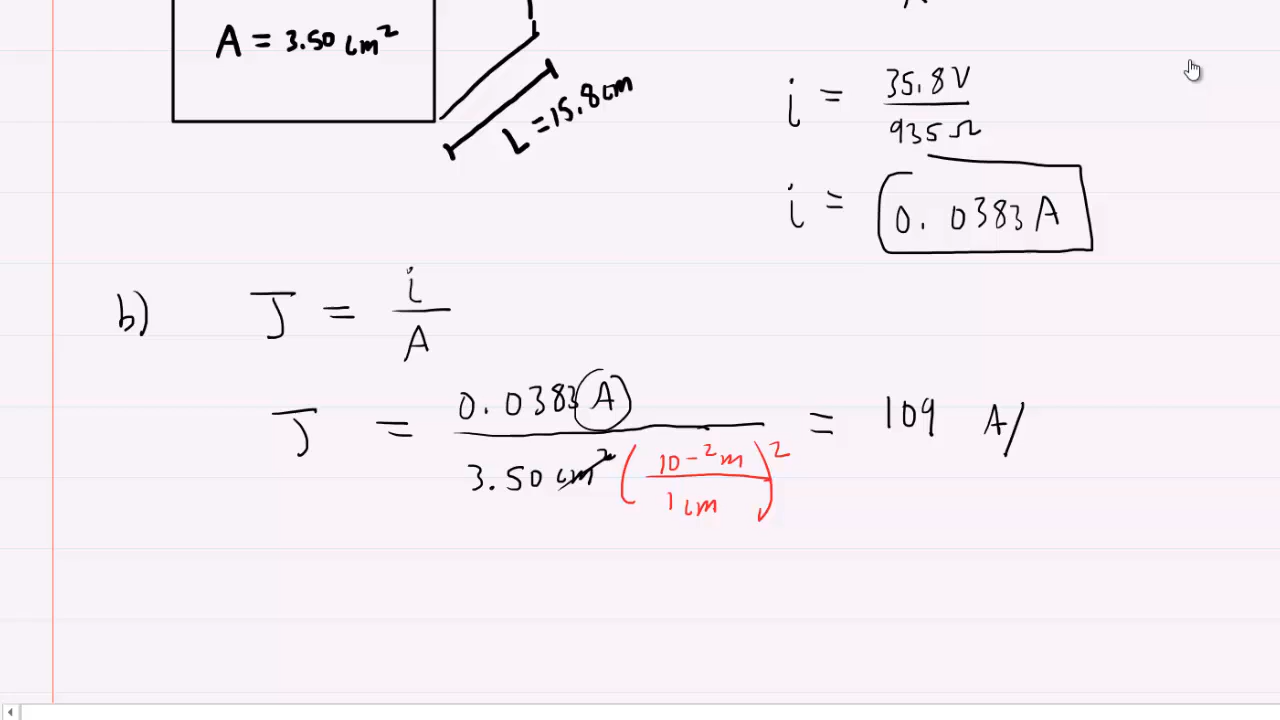 A = 3.50 cm²
L = 15.8 cm
i = 35.8 V / 935 Ω
i = 0.0383 A
b) J = i / A
J = 0.0383 A / 3.50 cm² (10⁻² m / 1 cm)² = 109 A/